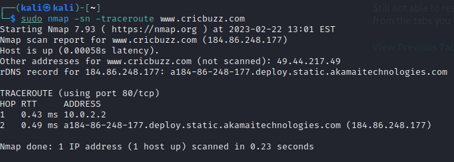 (kali㉿kali)-[~]
$ sudo nmap -sn -traceroute www.cricbuzz.com
Starting Nmap 7.93 ( https://nmap.org ) at 2023-02-22 13:01 EST
Nmap scan report for www.cricbuzz.com (184.86.248.177)
Host is up (0.00058s latency).
Other addresses for www.cricbuzz.com (not scanned): 49.44.217.49
rDNS record for 184.86.248.177: a184-86-248-177.deploy.static.akamaitechnologies.com
TRACEROUTE (using port 80/tcp)
HOP RTT ADDRESS
1 0.43 ms 10.0.2.2
2 0.49 ms a184-86-248-177.deploy.static.akamaitechnologies.com (184.86.248.177)
Nmap done: 1 IP address (1 host up) scanned in 0.23 seconds